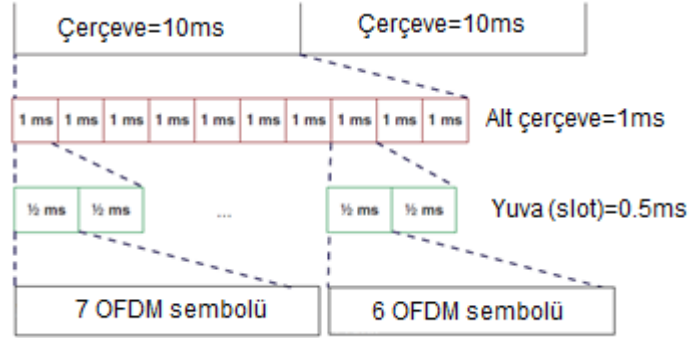 Çerçeve=10ms Çerçeve=10ms
1 ms 1 ms 1 ms 1 ms 1 ms 1 ms 1 ms 1 ms 1 ms 1 ms Alt çerçeve=1ms
½ ms ½ ms ... ½ ms ½ ms Yuva (slot)=0.5ms
7 OFDM sembolü 6 OFDM sembolü